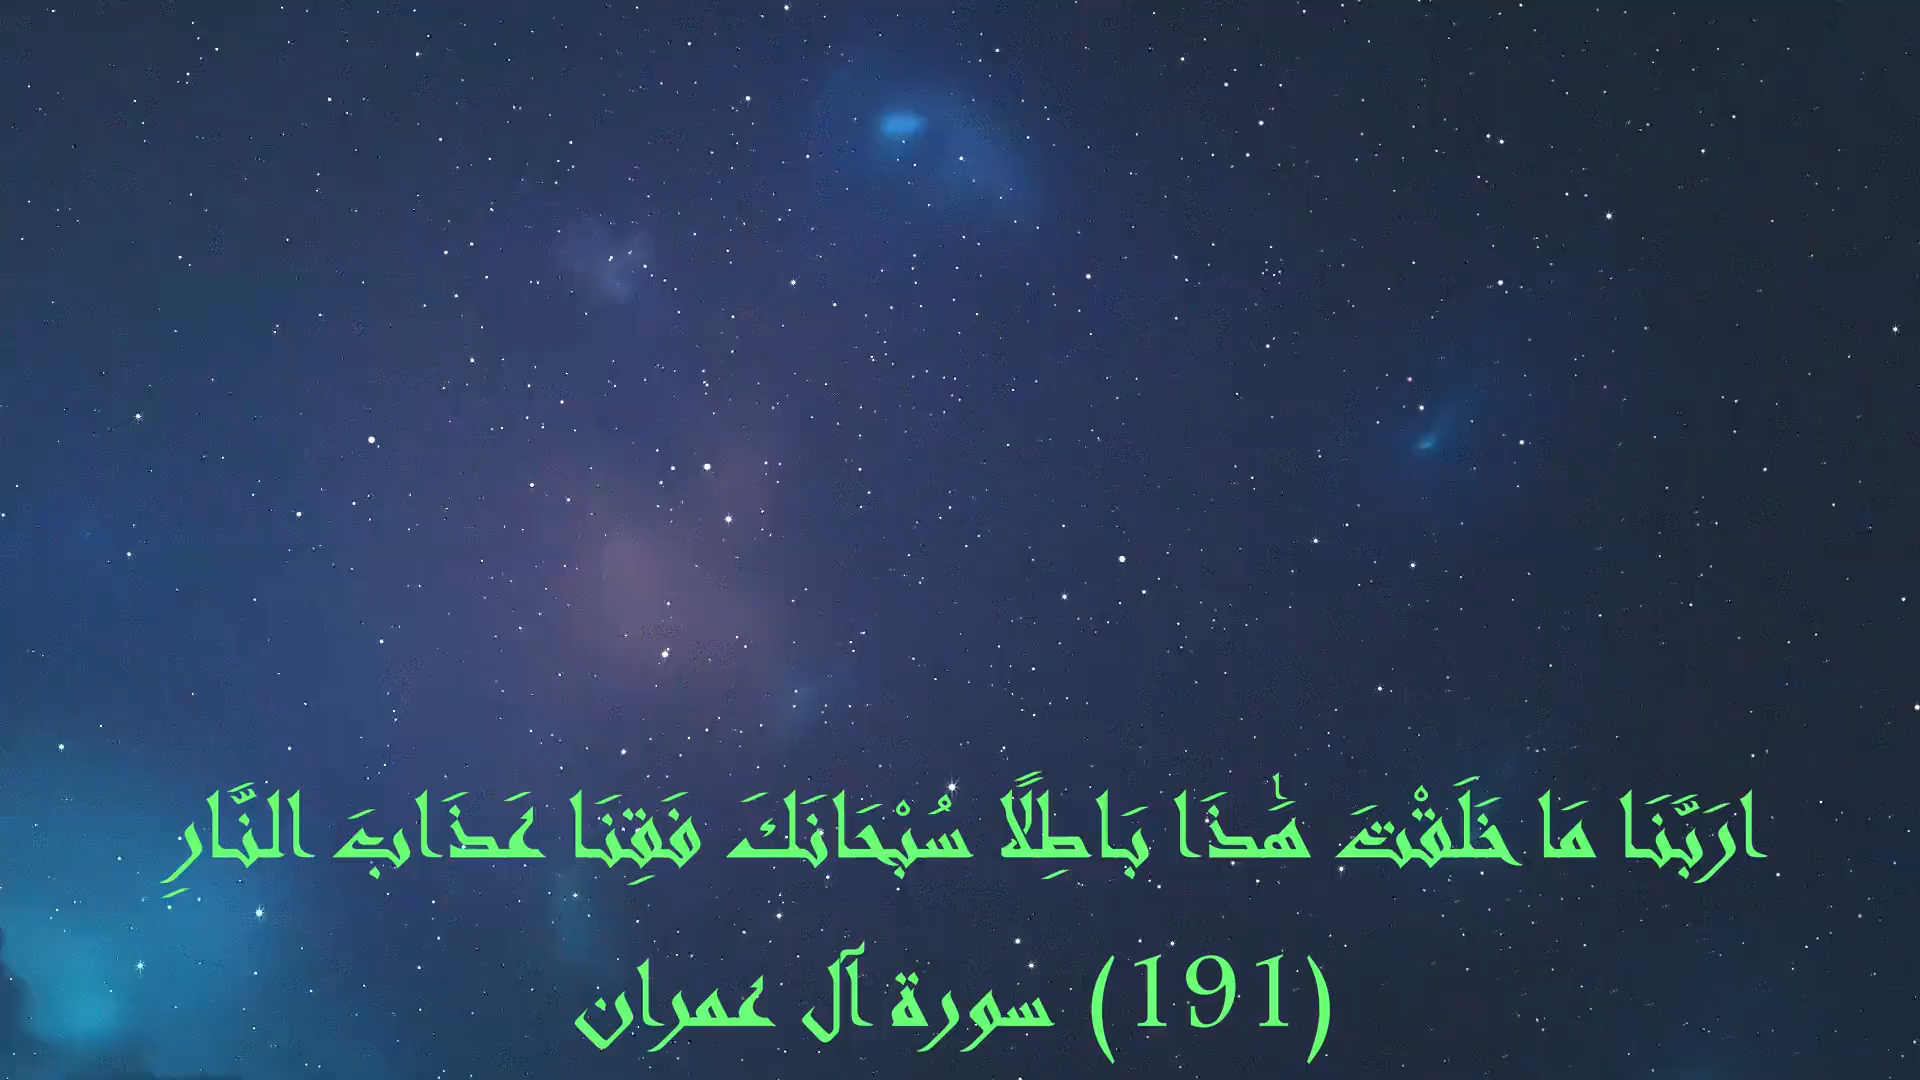 ارَبَّنَا مَا خَلَقْتَ هَٰذَا بَاطِلًا سُبْحَانَكَ فَقِنَا عَذَابَ النَّارِ
(191) سورة آل عمران